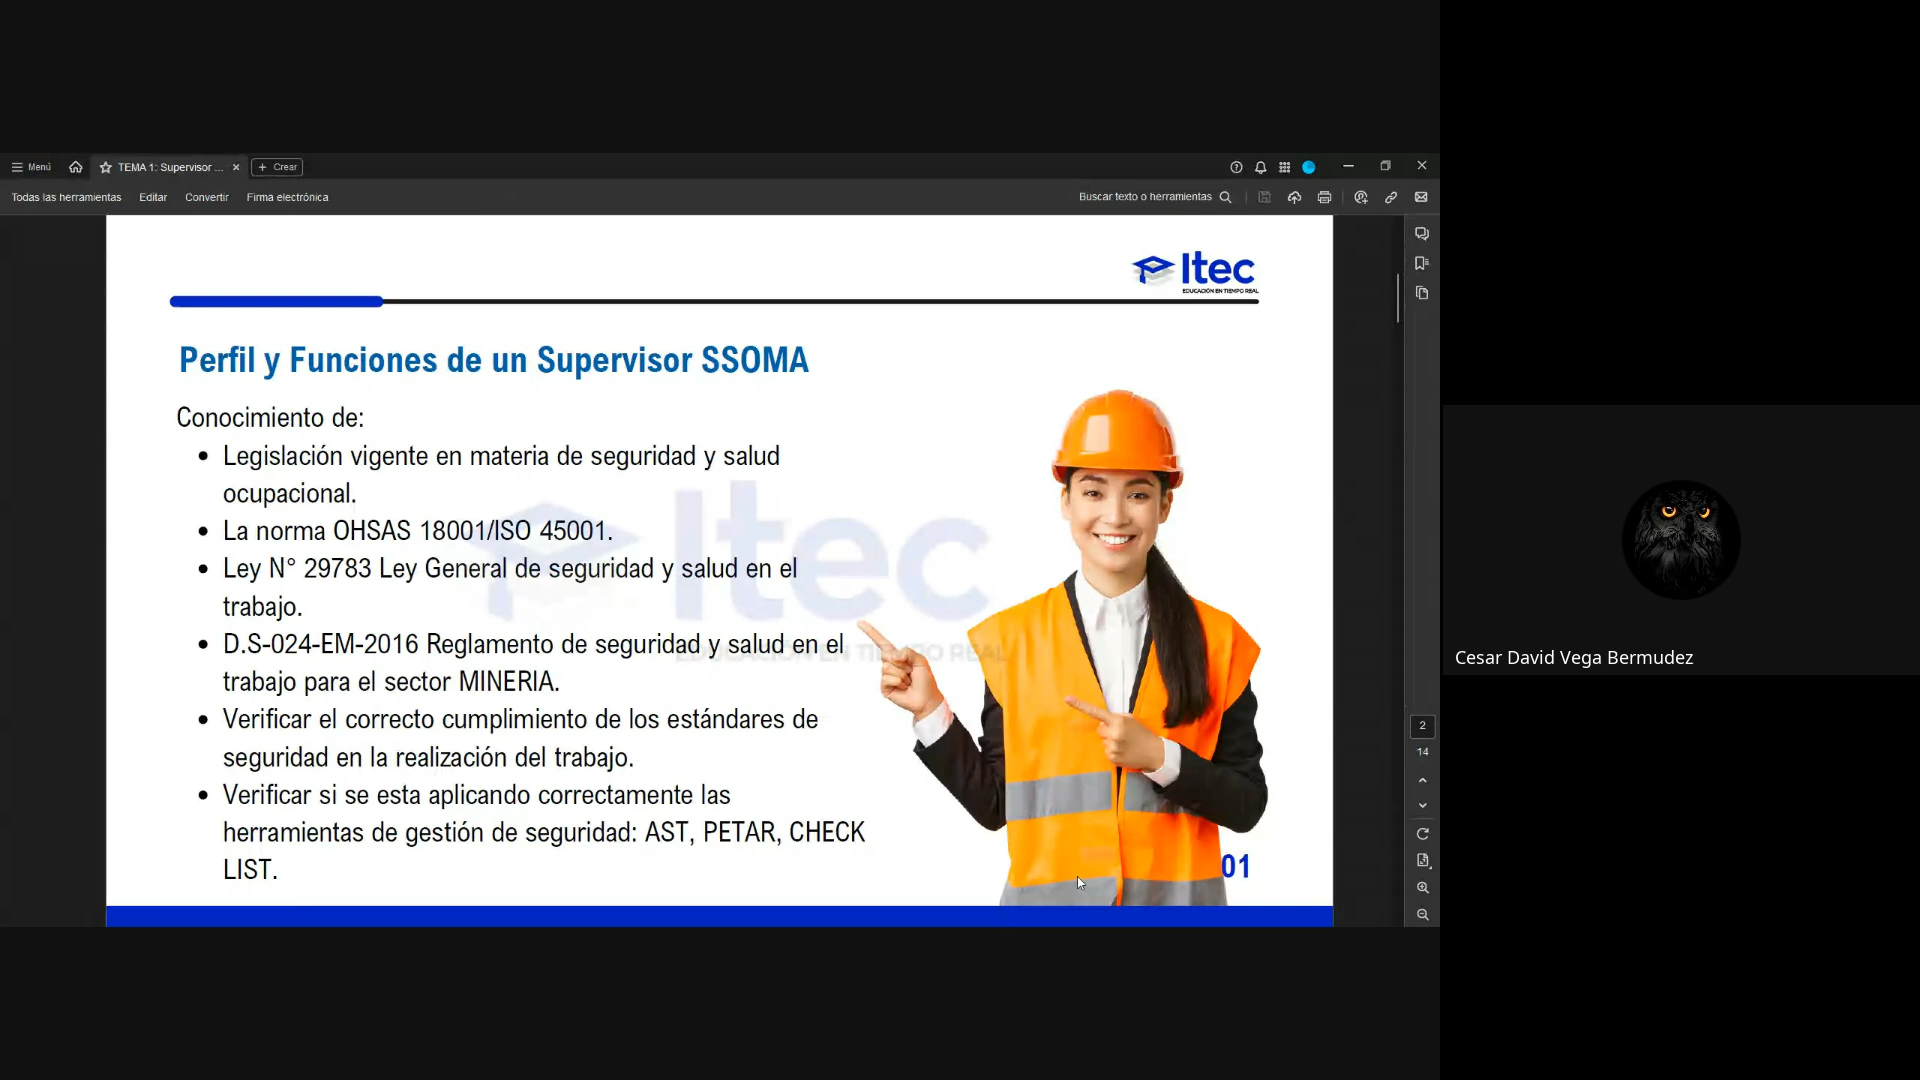 Menú
TEMA 1: Supervisor ...
Crear
Todas las herramientas
Editar
Convertir
Firma electrónica
Buscar texto o herramientas
Itec
EDUCACIÓN EN TIEMPO REAL
Perfil y Funciones de un Supervisor SSOMA
Conocimiento de:
• Legislación vigente en materia de seguridad y salud
ocupacional.
• La norma OHSAS 18001/ISO 45001.
• Ley N° 29783 Ley General de seguridad y salud en el
trabajo.
• D.S-024-EM-2016 Reglamento de seguridad y salud en el
trabajo para el sector MINERIA.
• Verificar el correcto cumplimiento de los estándares de
seguridad en la realización del trabajo.
• Verificar si se esta aplicando correctamente las
herramientas de gestión de seguridad: AST, PETAR, CHECK
LIST.
Itec
EDUCACIÓN EN TIEMPO REAL
01
2
14
Cesar David Vega Bermudez